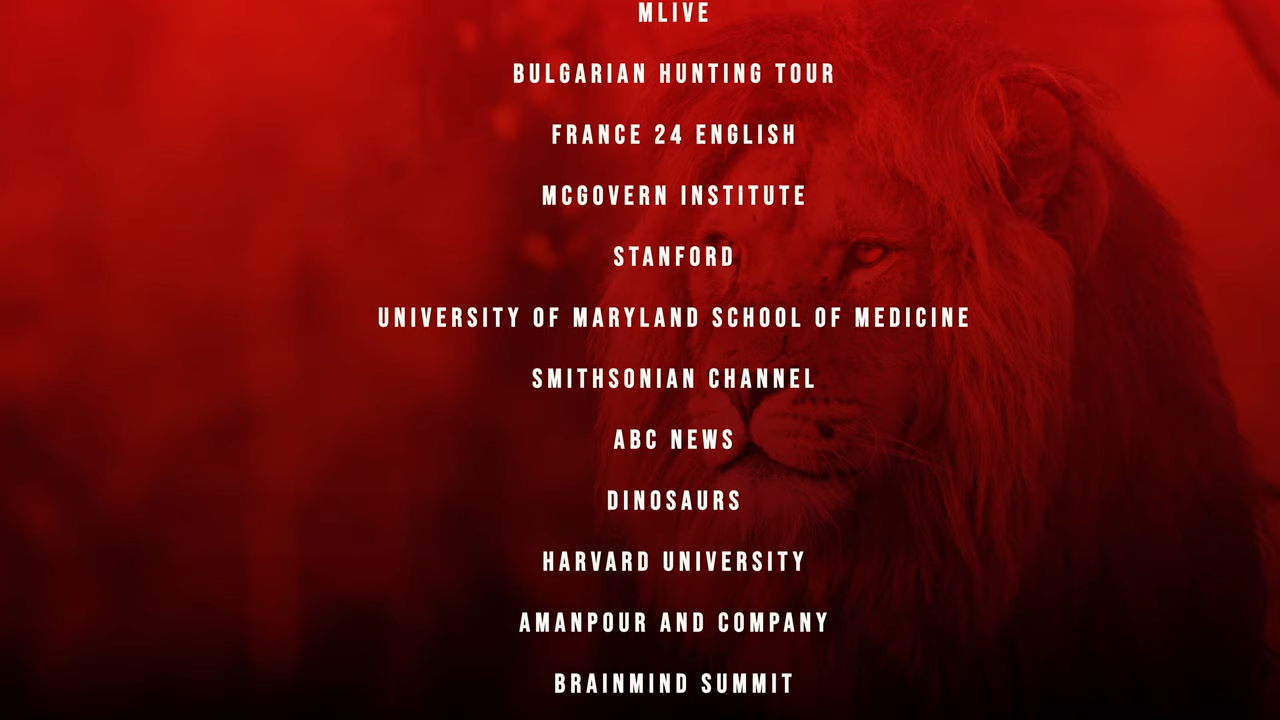 MLIVE
BULGARIAN HUNTING TOUR
FRANCE 24 ENGLISH
MCGOVERN INSTITUTE
STANFORD
UNIVERSITY OF MARYLAND SCHOOL OF MEDICINE
SMITHSONIAN CHANNEL
ABC NEWS
DINOSAURS
HARVARD UNIVERSITY
AMANPOUR AND COMPANY
BRAINMIND SUMMIT